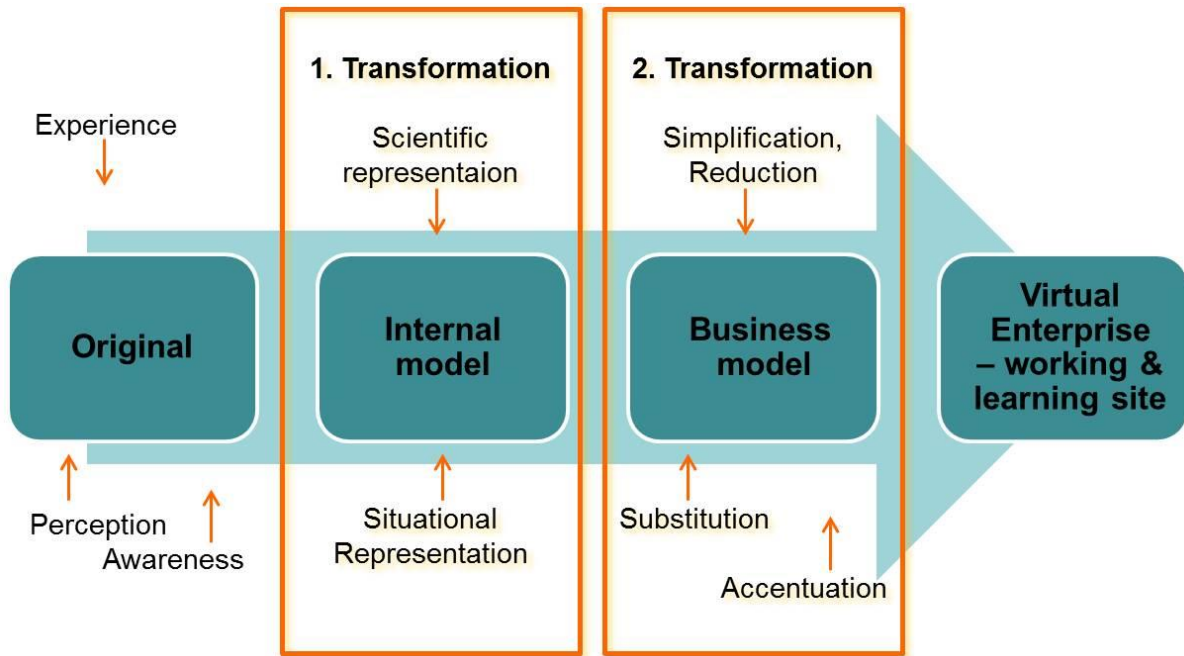 1. Transformation
2. Transformation
Experience
Scientific
representaion
Simplification,
Reduction
Original
Internal
model
Business
model
Virtual
Enterprise
– working &
learning site
Perception
Awareness
Situational
Representation
Substitution
Accentuation